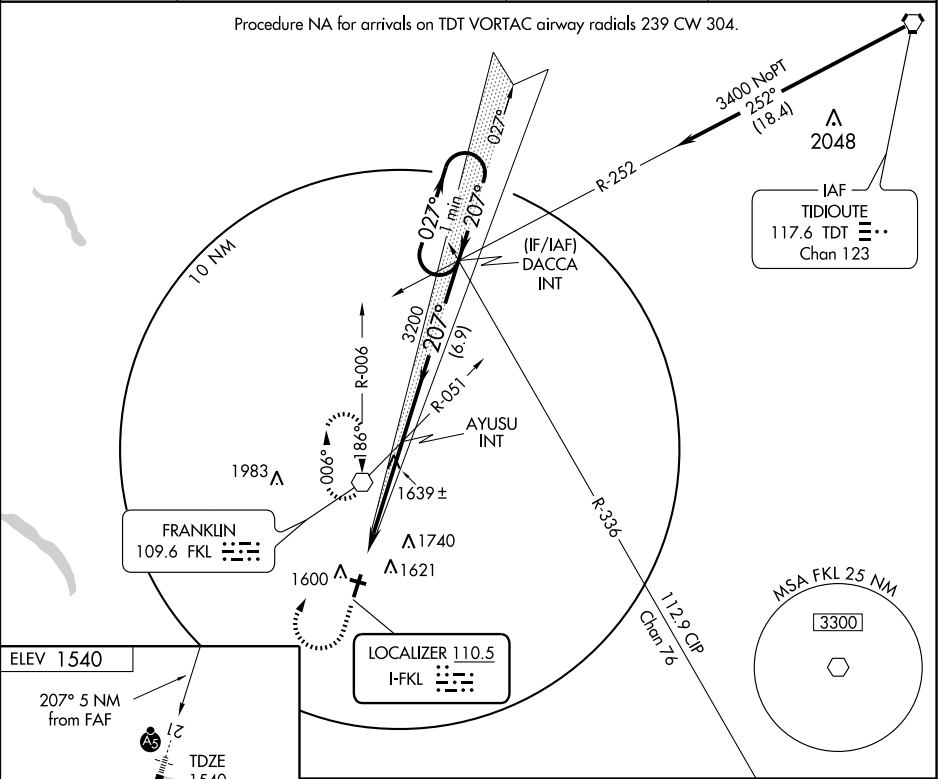 Procedure NA for arrivals on TDT VORTAC airway radials 239 CW 304.
3400 NoPT
252°
(18.4)
2048
R-252
IAF
TIDIOUTE
117.6 TDT
Chan 123
027°
027°
1 min
207°
(IF/IAF)
DACCA
INT
10 NM
3200
207°
(6.9)
R-006
R-051
AYUSU
INT
006°
186°
1983
1639 ±
FRANKLIN
109.6 FKL
1740
1621
1600
R-336
112.9 CIP
Chan 76
MSA FKL 25 NM
3300
LOCALIZER 110.5
I-FKL
ELEV 1540
207° 5 NM
from FAF
21
A5
TDZE
1540